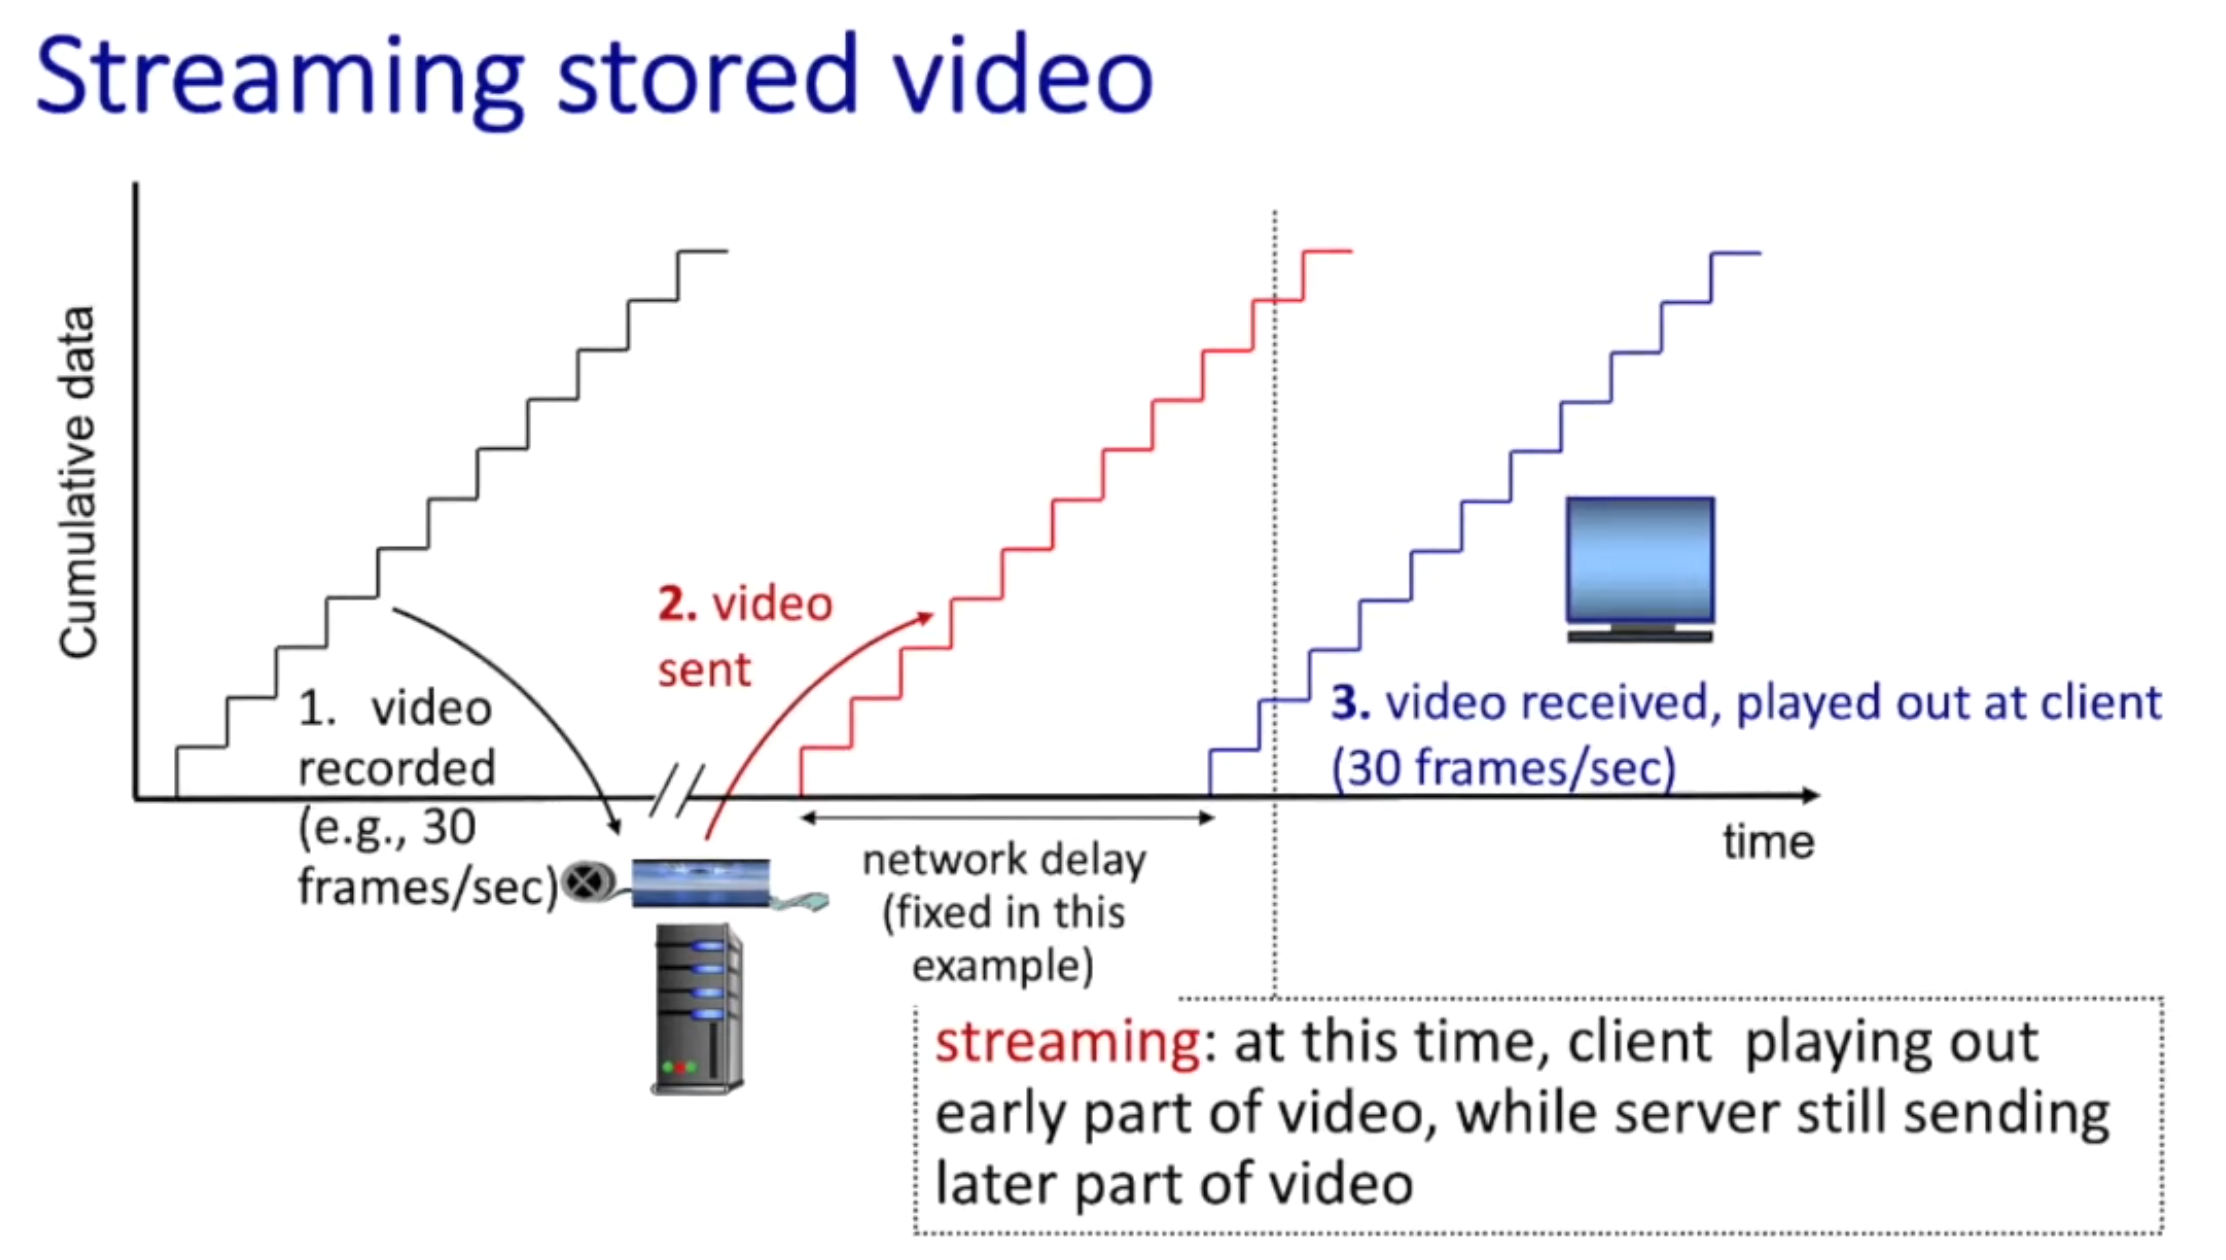 Streaming stored video
Cumulative data
1. video
recorded
(e.g., 30
frames/sec)
2. video
sent
3. video received, played out at client
(30 frames/sec)
time
network delay
(fixed in this
example)
streaming: at this time, client playing out
early part of video, while server still sending
later part of video